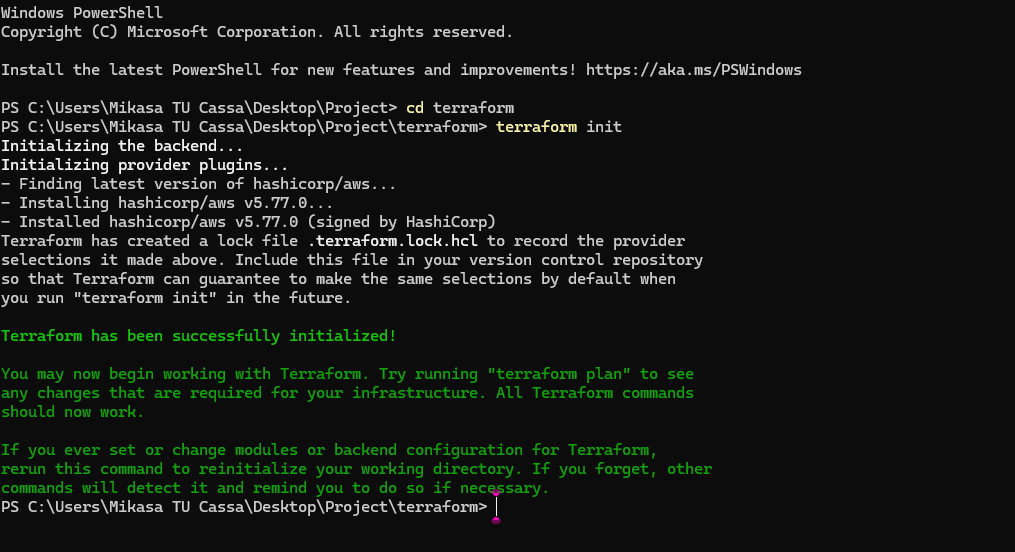 Windows PowerShell
Copyright (C) Microsoft Corporation. All rights reserved.
Install the latest PowerShell for new features and improvements! https://aka.ms/PSWindows
PS C:\Users\Mikasa TU Cassa\Desktop\Project> cd terraform
PS C:\Users\Mikasa TU Cassa\Desktop\Project\terraform> terraform init
Initializing the backend...
Initializing provider plugins...
- Finding latest version of hashicorp/aws...
- Installing hashicorp/aws v5.77.0...
- Installed hashicorp/aws v5.77.0 (signed by HashiCorp)
Terraform has created a lock file .terraform.lock.hcl to record the provider
selections it made above. Include this file in your version control repository
so that Terraform can guarantee to make the same selections by default when
you run "terraform init" in the future.
Terraform has been successfully initialized!
You may now begin working with Terraform. Try running "terraform plan" to see
any changes that are required for your infrastructure. All Terraform commands
should now work.
If you ever set or change modules or backend configuration for Terraform,
rerun this command to reinitialize your working directory. If you forget, other
commands will detect it and remind you to do so if necessary.
PS C:\Users\Mikasa TU Cassa\Desktop\Project\terraform>